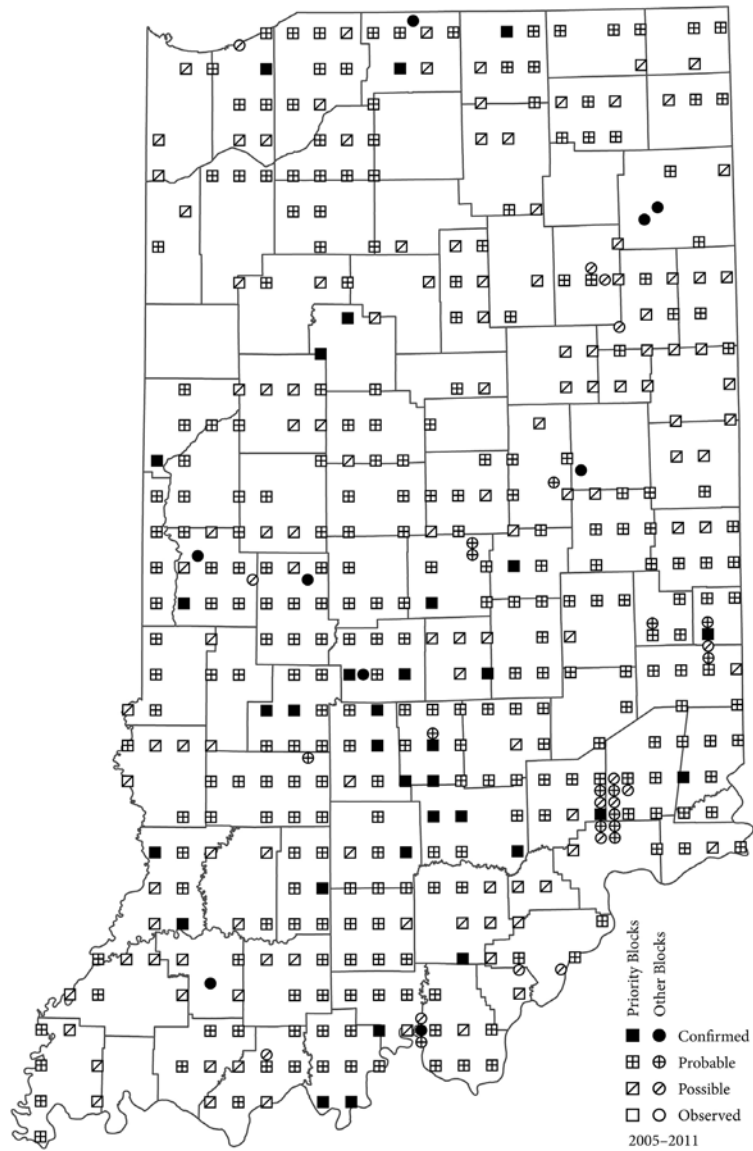 Priority Blocks
Other Blocks
Confirmed
Probable
Possible
Observed
2005–2011